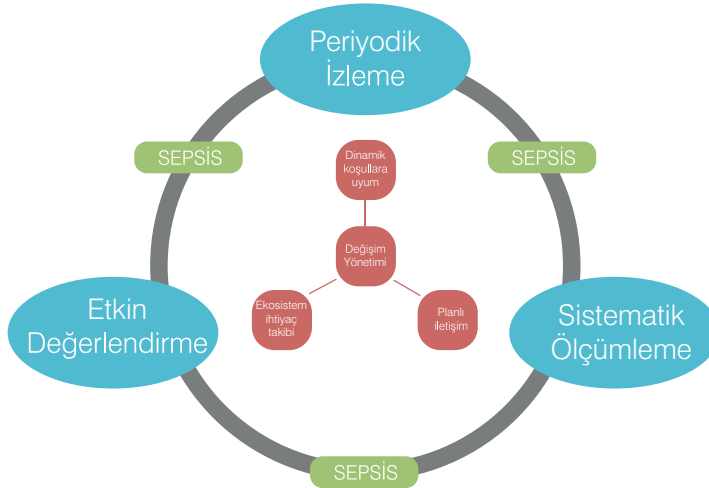 Periyodik
İzleme
SEPSİS
SEPSİS
Dinamik
koşullara
uyum
Değişim
Yönetimi
Ekosistem
ihtiyaç
takibi
Planlı
iletişim
Etkin
Değerlendirme
Sistematik
Ölçümleme
SEPSİS